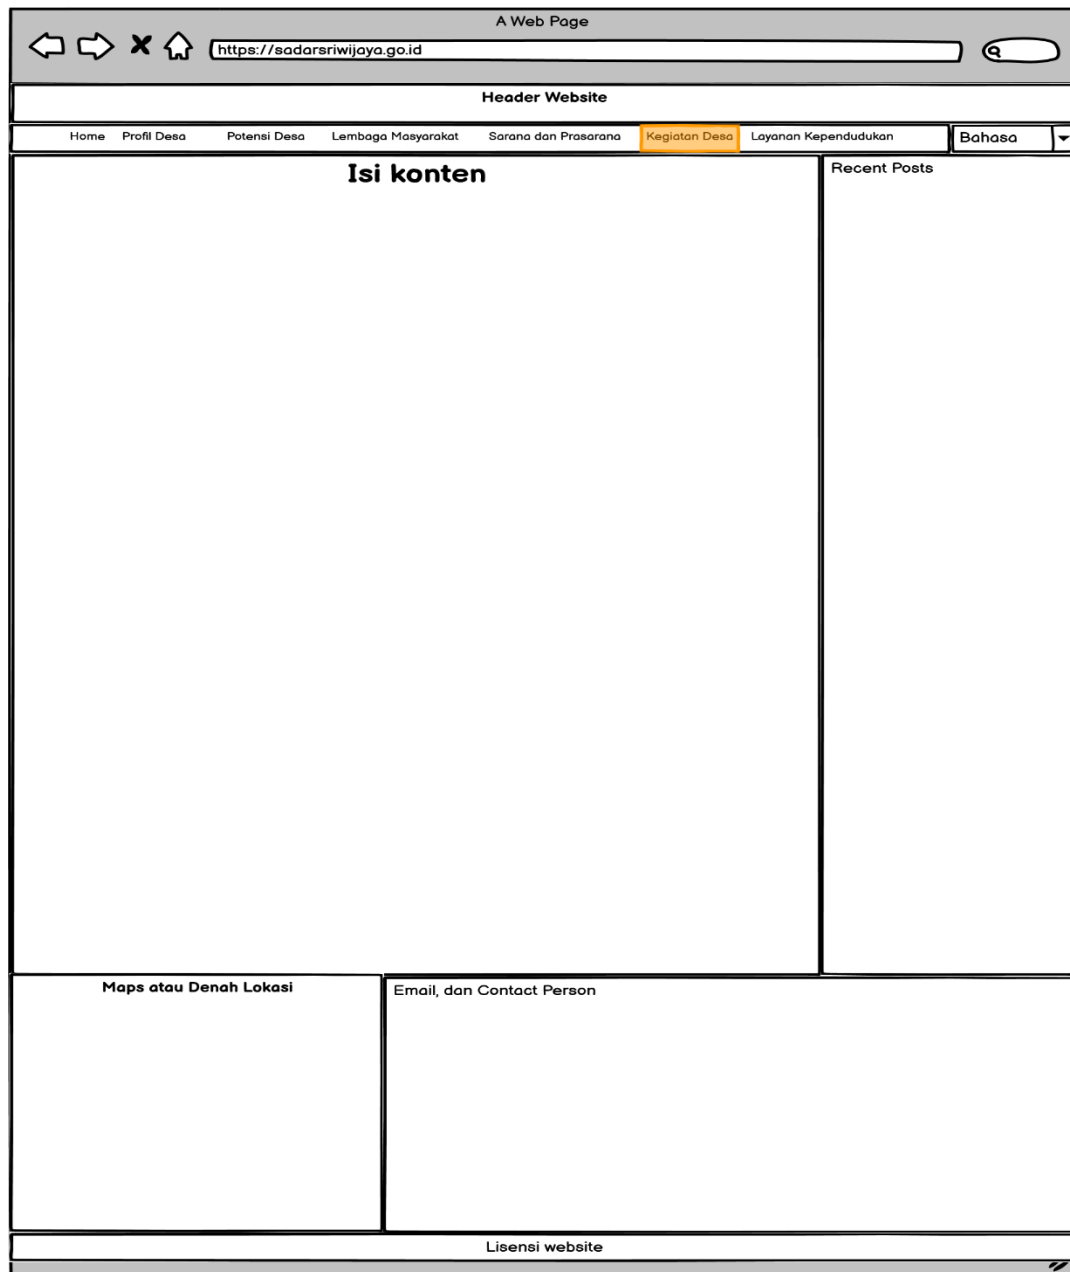 A Web Page
https://sadarsriwijaya.go.id
Header Website
Home Profil Desa Potensi Desa Lembaga Masyarakat Sarana dan Prasarana Kegiatan Desa Layanan Kependudukan Bahasa
Isi konten
Recent Posts
Maps atau Denah Lokasi
Email, dan Contact Person
Lisensi website